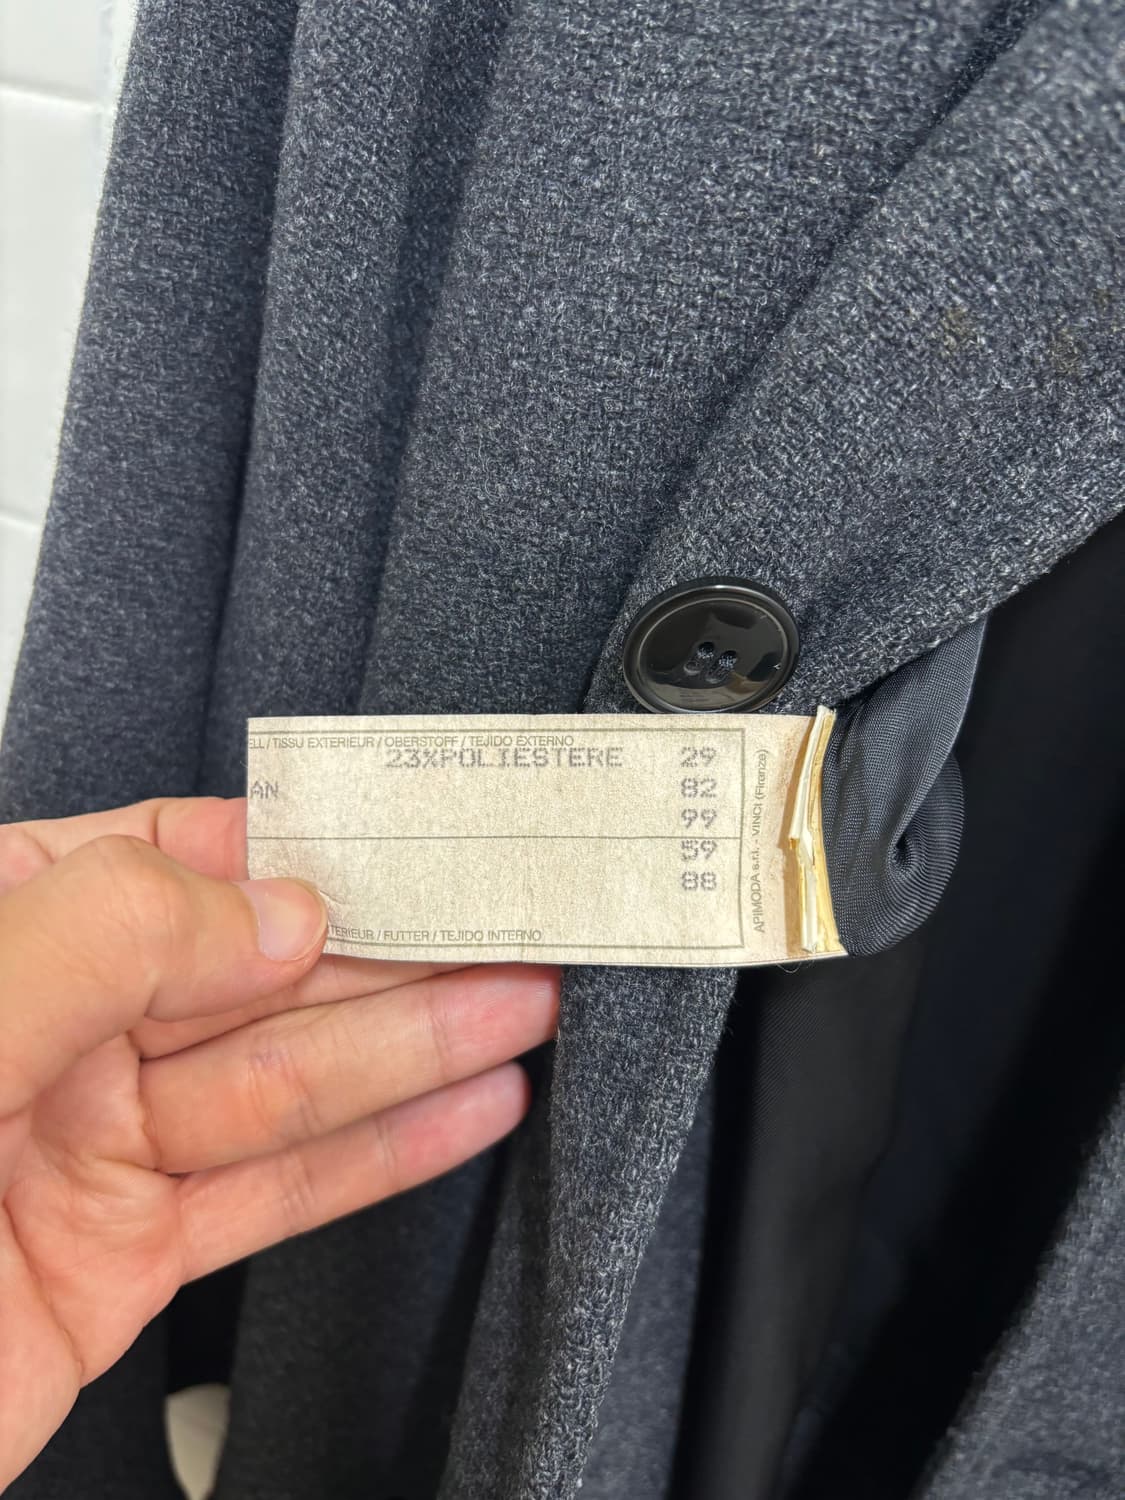 ELL / TISSU EXTERIEUR / OBERSTOFF / TEJIDO EXTERNO
23%POLIESTERE 29
AN 82
99
59
88
TERIEUR / FUTTER / TEJIDO INTERNO
APIMODA s.r.l. - VINCI (Firenze)